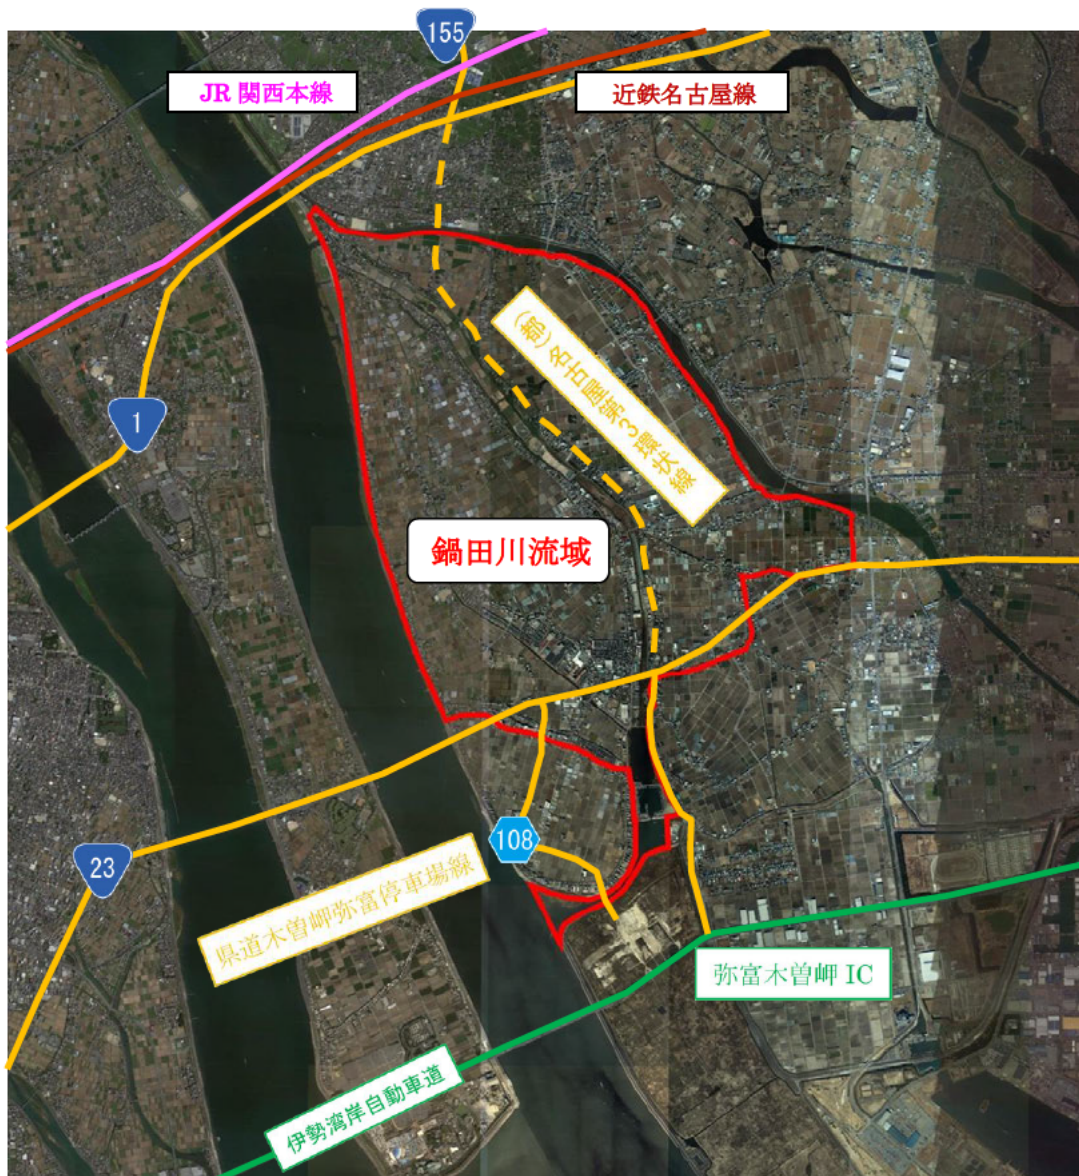 155
JR 関西本線
近鉄名古屋線
(都)名古屋第3環状線
1
鍋田川流域
108
23
県道木曽岬弥富停車場線
弥富木曽岬 IC
伊勢湾岸自動車道